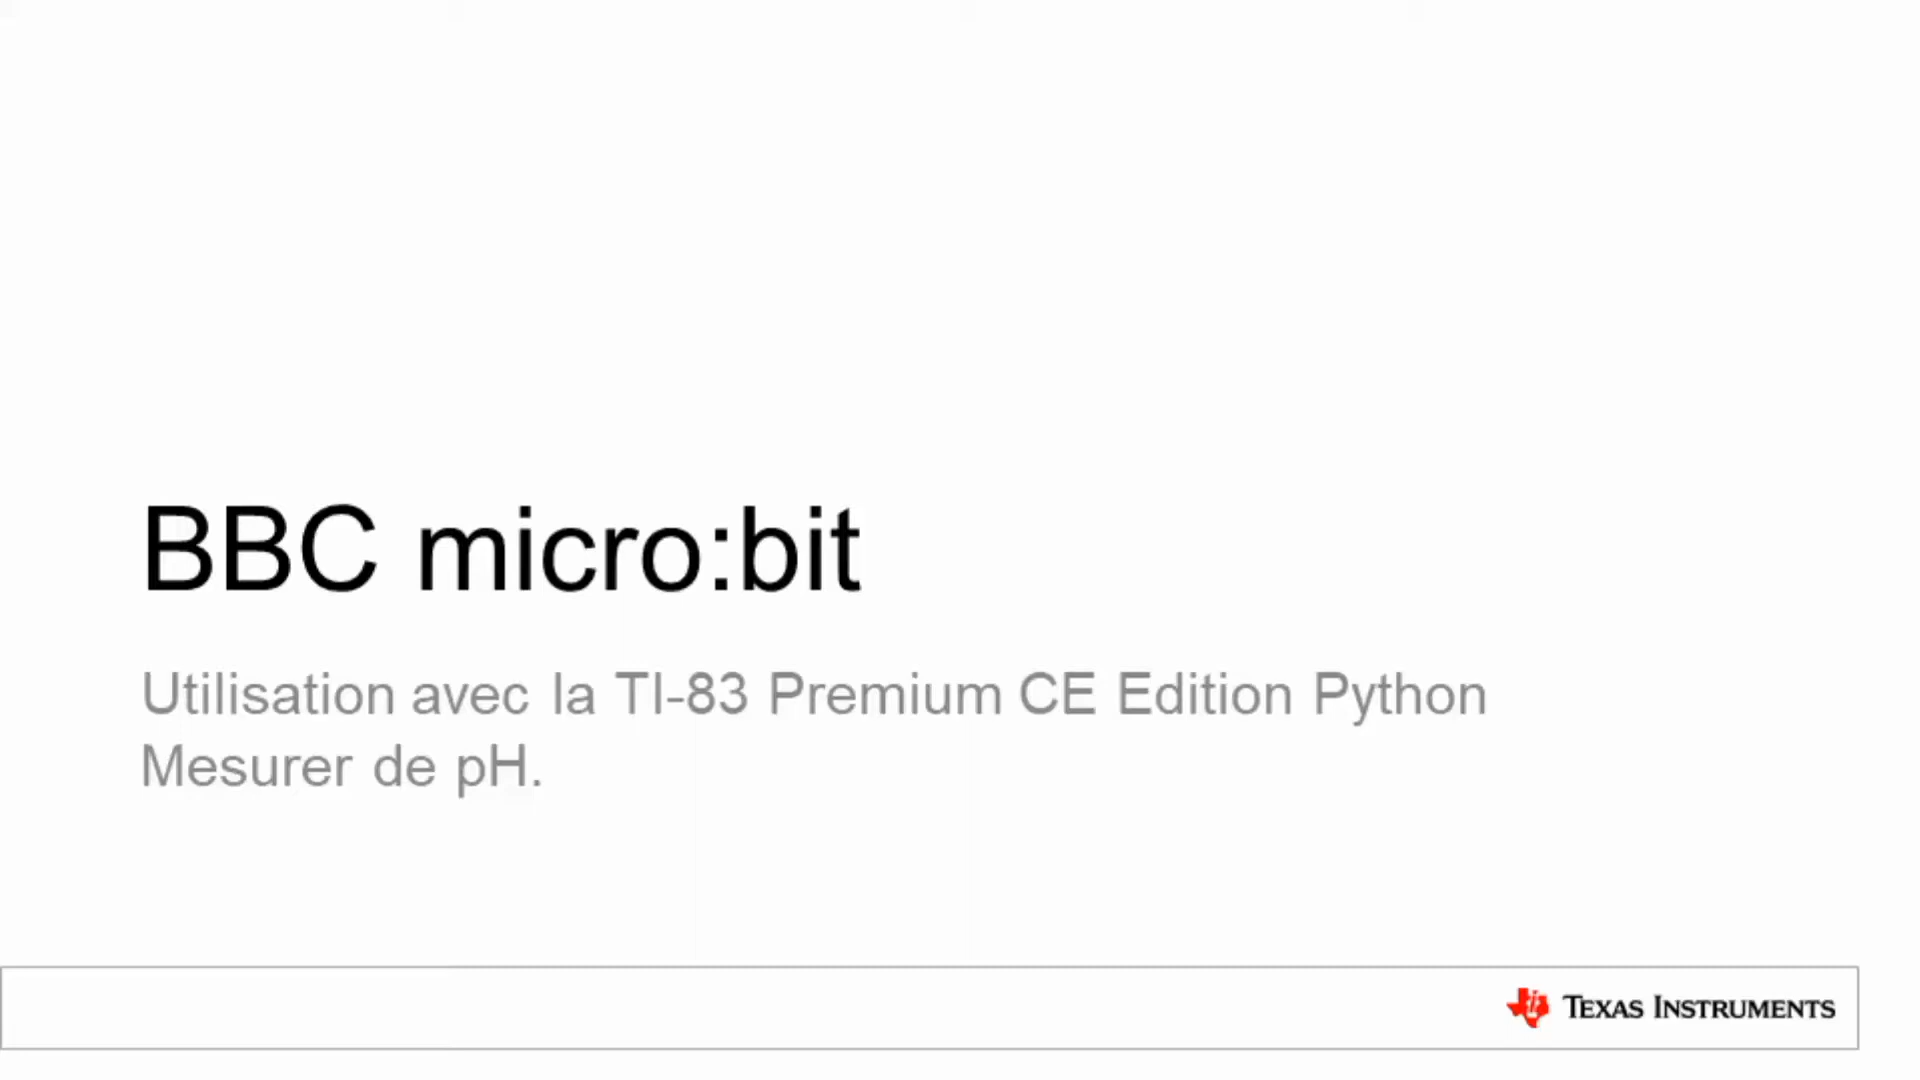 BBC micro:bit
Utilisation avec la TI-83 Premium CE Edition Python
Mesurer de pH.
TEXAS INSTRUMENTS